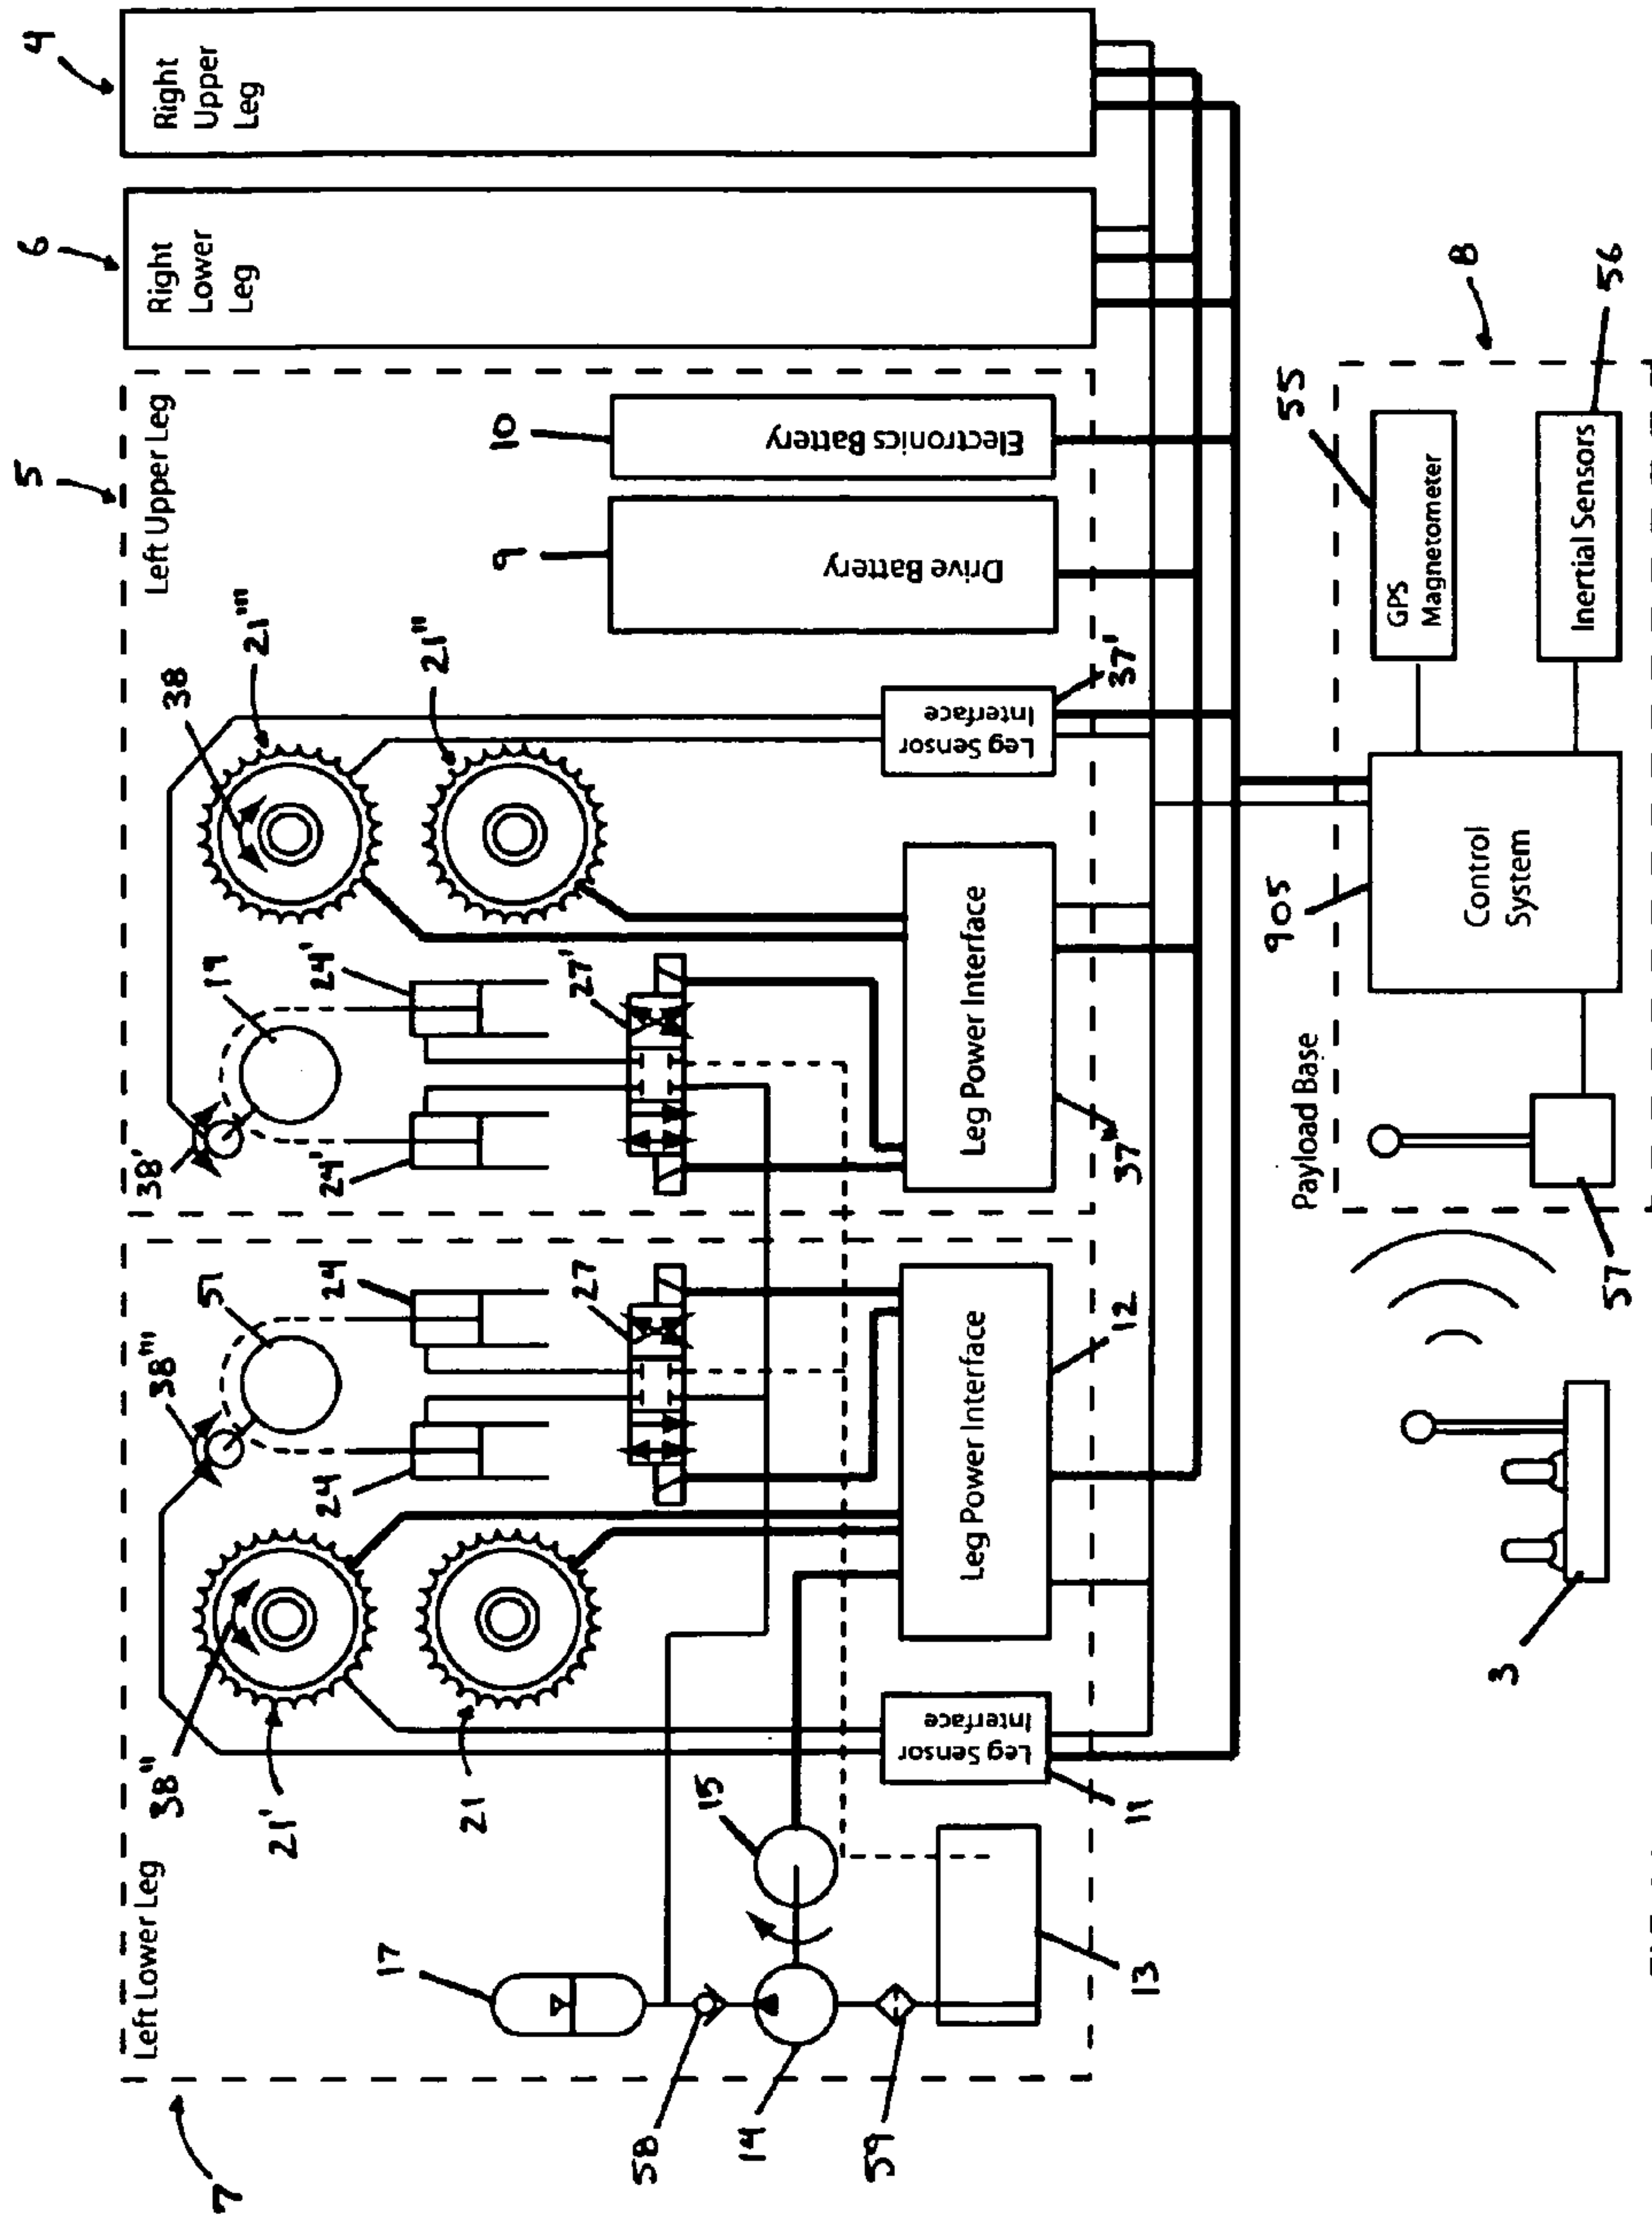 5
6
4
Left Lower Leg
Left Upper Leg
Right
Lower
Leg
Right
Upper
Leg
7
38"
38'''
38'
38
21'
51
19
21'''
24
24
24'
24'
17
21
21"
10
9
27
27'
58
15
14
59
Drive Battery
Electronics Battery
Leg Sensor
Interface
Leg Power Interface
Leg Power Interface
Leg Sensor
Interface
13
11
12
37"
37'
905
55
8
Payload Base
GPS
Magnetometer
Control
System
3
57
Inertial Sensors
56